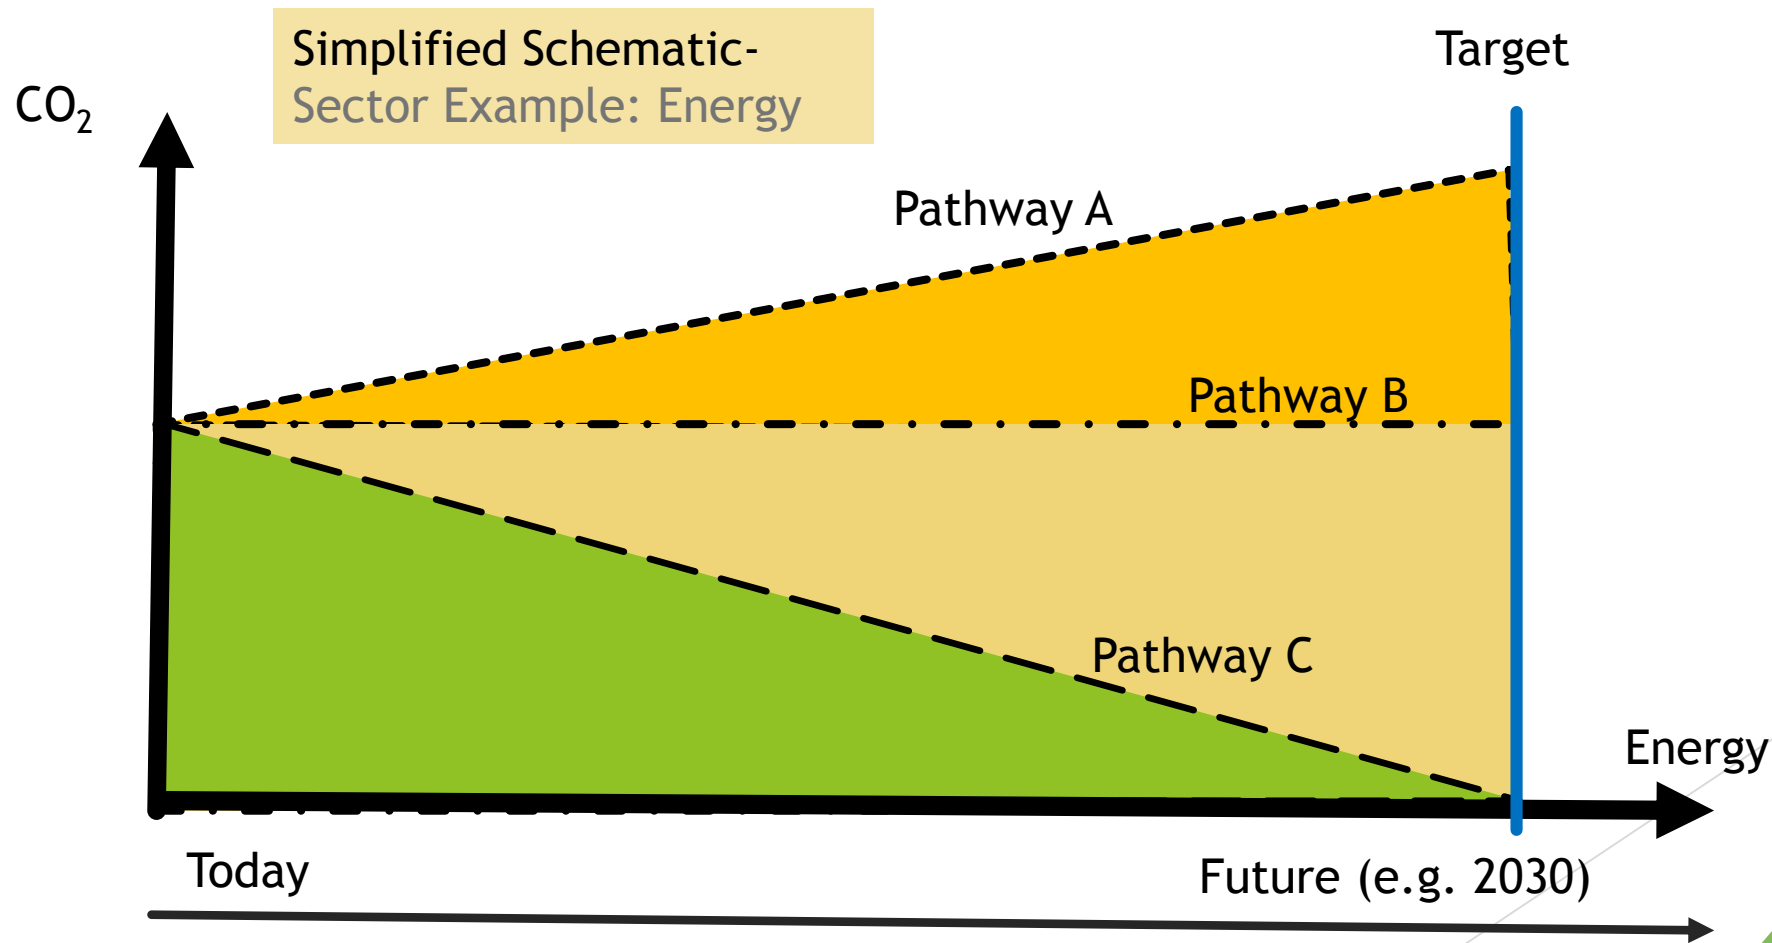 Simplified Schematic-
Sector Example: Energy
Target
CO₂
Pathway A
Pathway B
Pathway C
Energy
Today
Future (e.g. 2030)